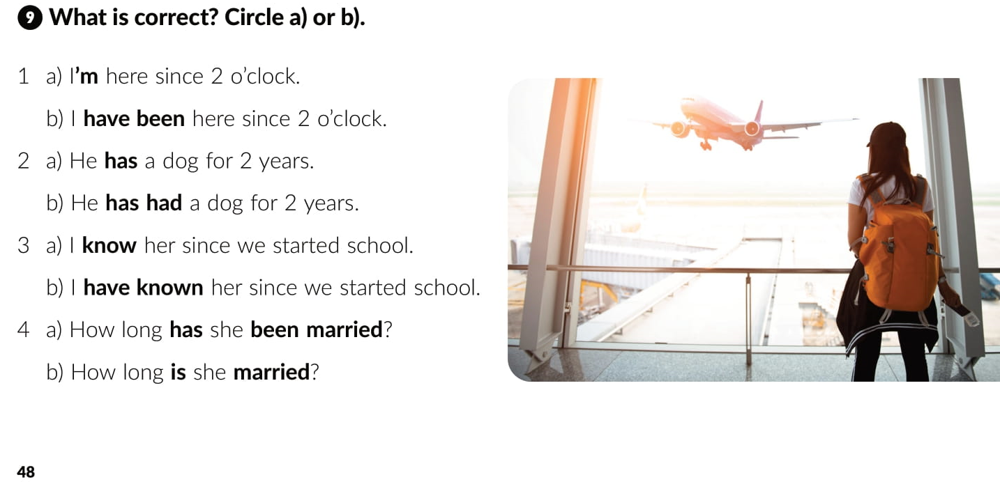 9 What is correct? Circle a) or b).
1 a) I’m here since 2 o’clock.
b) I have been here since 2 o’clock.
2 a) He has a dog for 2 years.
b) He has had a dog for 2 years.
3 a) I know her since we started school.
b) I have known her since we started school.
4 a) How long has she been married?
b) How long is she married?
48